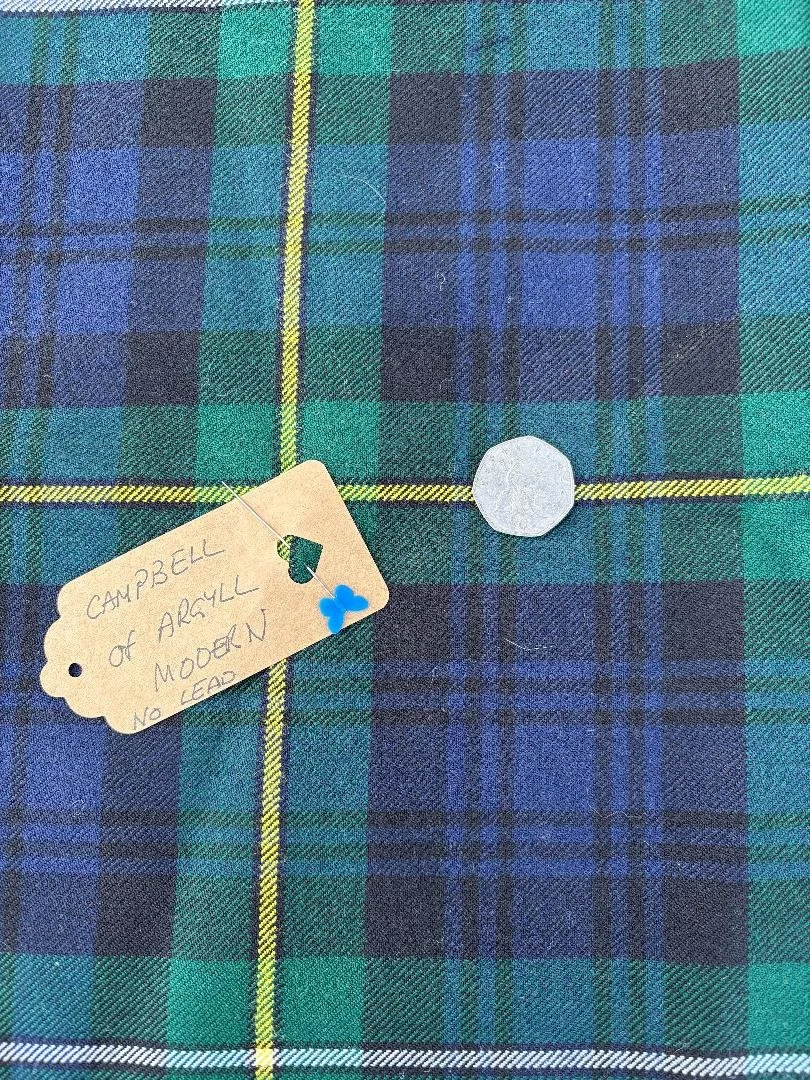 CAMPBELL
of ARGYLL
MODERN
NO LEAD